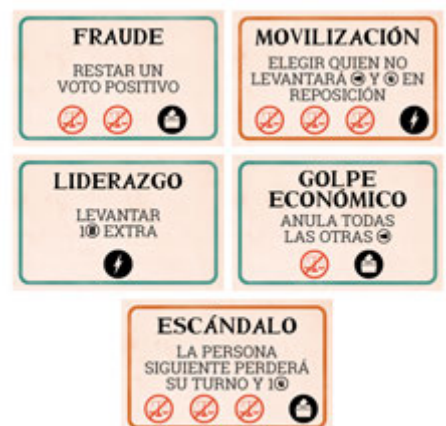 FRAUDE
RESTAR UN
VOTO POSITIVO
MOVILIZACIÓN
ELEGIR QUIEN NO
LEVANTARÁ Y EN
REPOSICIÓN
LIDERAZGO
LEVANTAR
1 EXTRA
GOLPE
ECONÓMICO
ANULA TODAS
LAS OTRAS
ESCÁNDALO
LA PERSONA
SIGUIENTE PERDERÁ
SU TURNO Y 1